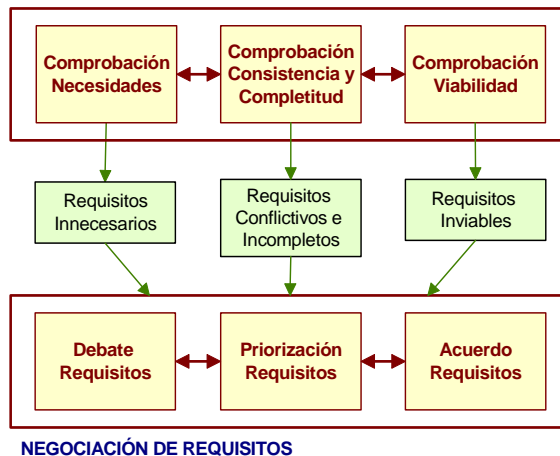 Comprobación
Necesidades
Comprobación
Consistencia y
Completitud
Comprobación
Viabilidad
Requisitos
Innecesarios
Requisitos
Conflictivos e
Incompletos
Requisitos
Inviables
Debate
Requisitos
Priorización
Requisitos
Acuerdo
Requisitos
NEGOCIACIÓN DE REQUISITOS